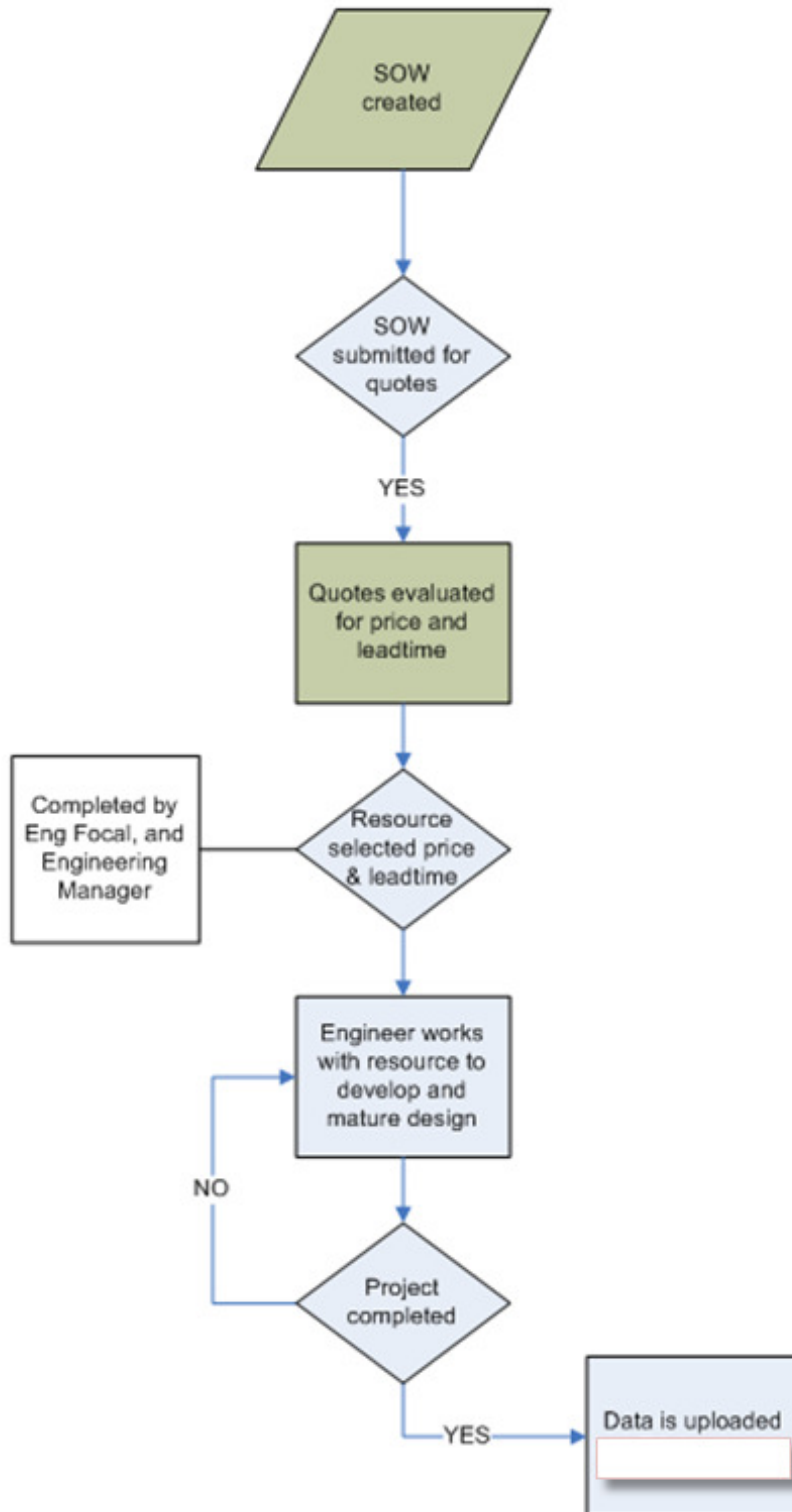 SOW
created
SOW
submitted for
quotes
YES
Quotes evaluated
for price and
leadtime
Completed by
Eng Focal, and
Engineering
Manager
Resource
selected price
& leadtime
Engineer works
with resource to
develop and
mature design
NO
Project
completed
YES
Data is uploaded